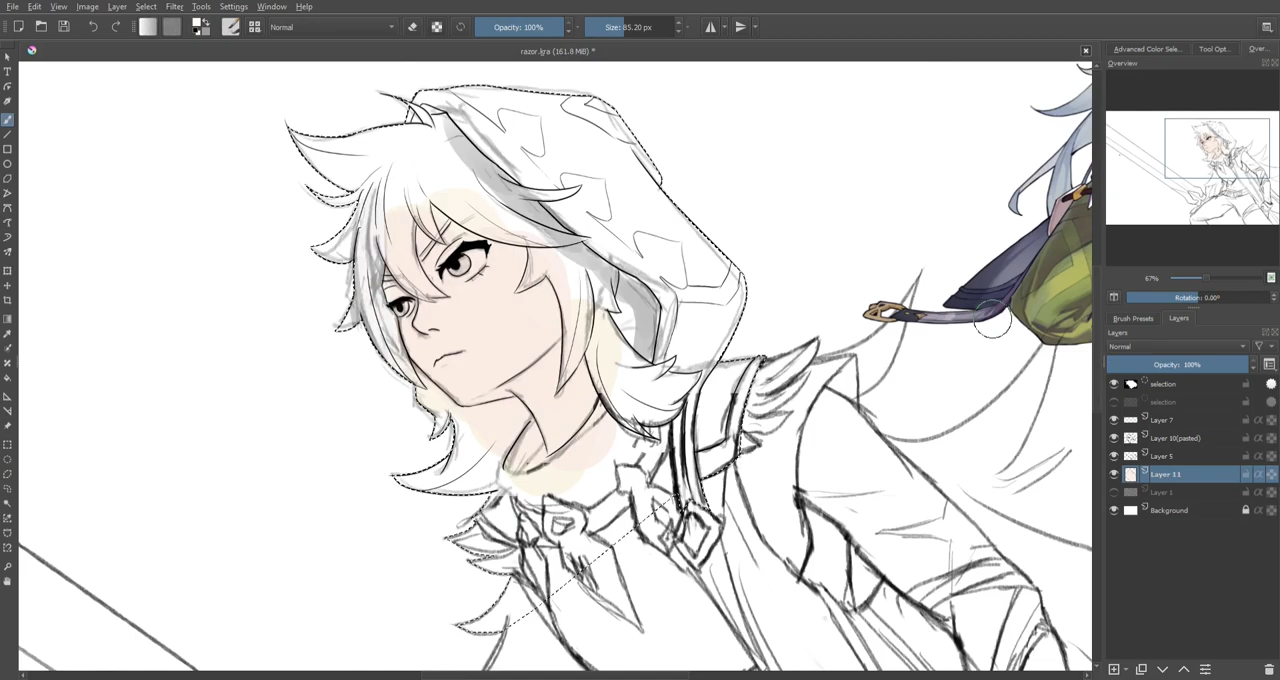 File Edit View Image Layer Select Filter Tools Settings Window Help
Normal Opacity: 100% Size: 85.20 px
razor.kra (161.8 MiB) *
Advanced Color Sele... Tool Opt... Over...
Overview
67%
Rotation: 0.00°
Brush Presets Layers
Layers
Normal
Opacity: 100%
selection
selection
Layer 7
Layer 10(pasted)
Layer 5
Layer 11
Layer 1
Background